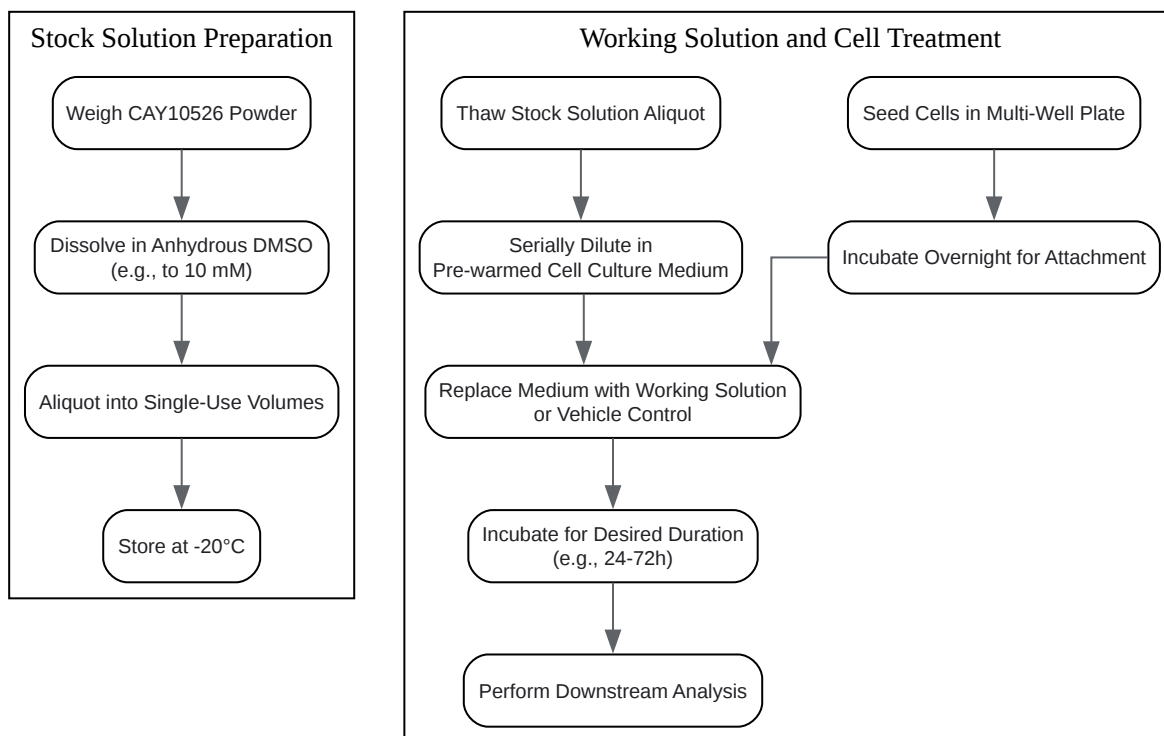 Stock Solution Preparation
Weigh CAY10526 Powder
Dissolve in Anhydrous DMSO
(e.g., to 10 mM)
Aliquot into Single-Use Volumes
Store at -20°C
Working Solution and Cell Treatment
Thaw Stock Solution Aliquot
Seed Cells in Multi-Well Plate
Serially Dilute in
Pre-warmed Cell Culture Medium
Incubate Overnight for Attachment
Replace Medium with Working Solution
or Vehicle Control
Incubate for Desired Duration
(e.g., 24-72h)
Perform Downstream Analysis